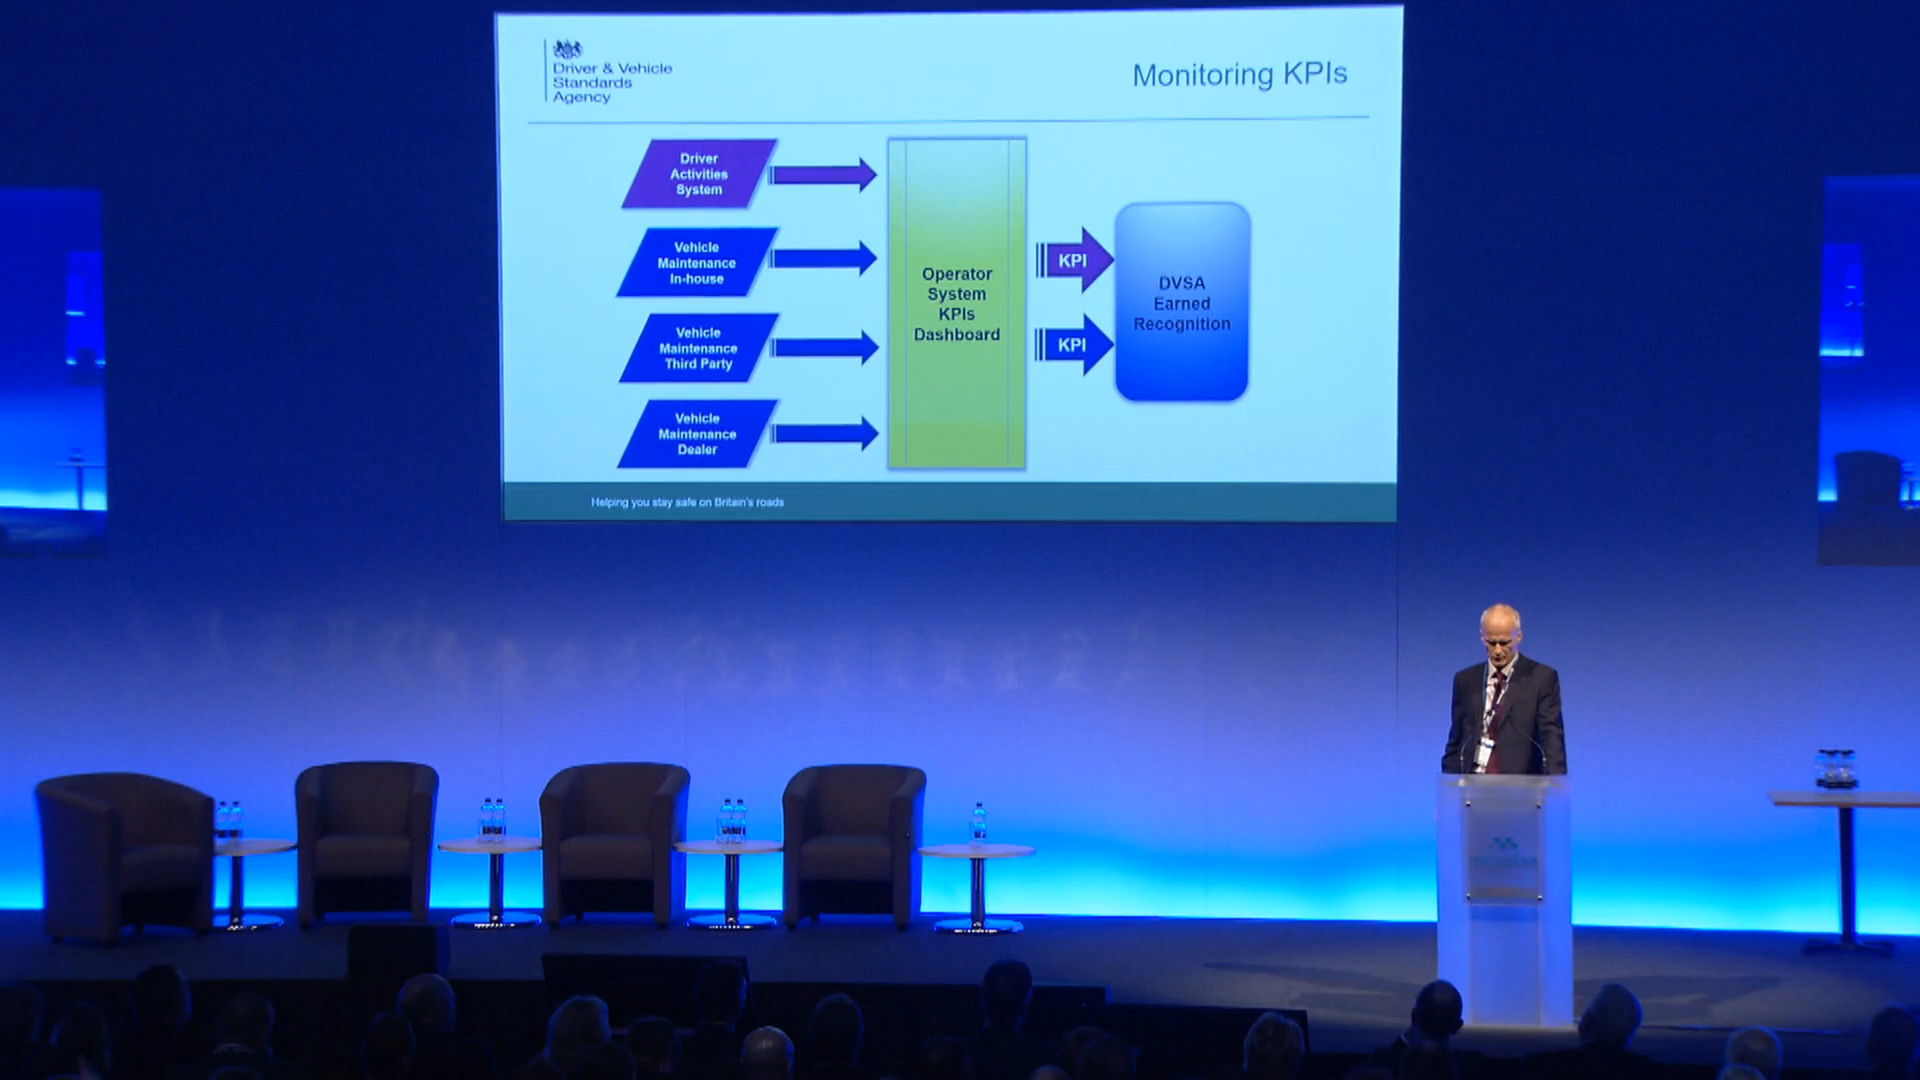 Driver & Vehicle
Standards
Agency
Monitoring KPIs
Driver
Activities
System
Vehicle
Maintenance
In-house
Vehicle
Maintenance
Third Party
Vehicle
Maintenance
Dealer
Operator
System
KPIs
Dashboard
KPI
KPI
DVSA
Earned
Recognition
Helping you stay safe on Britain's roads
microlise